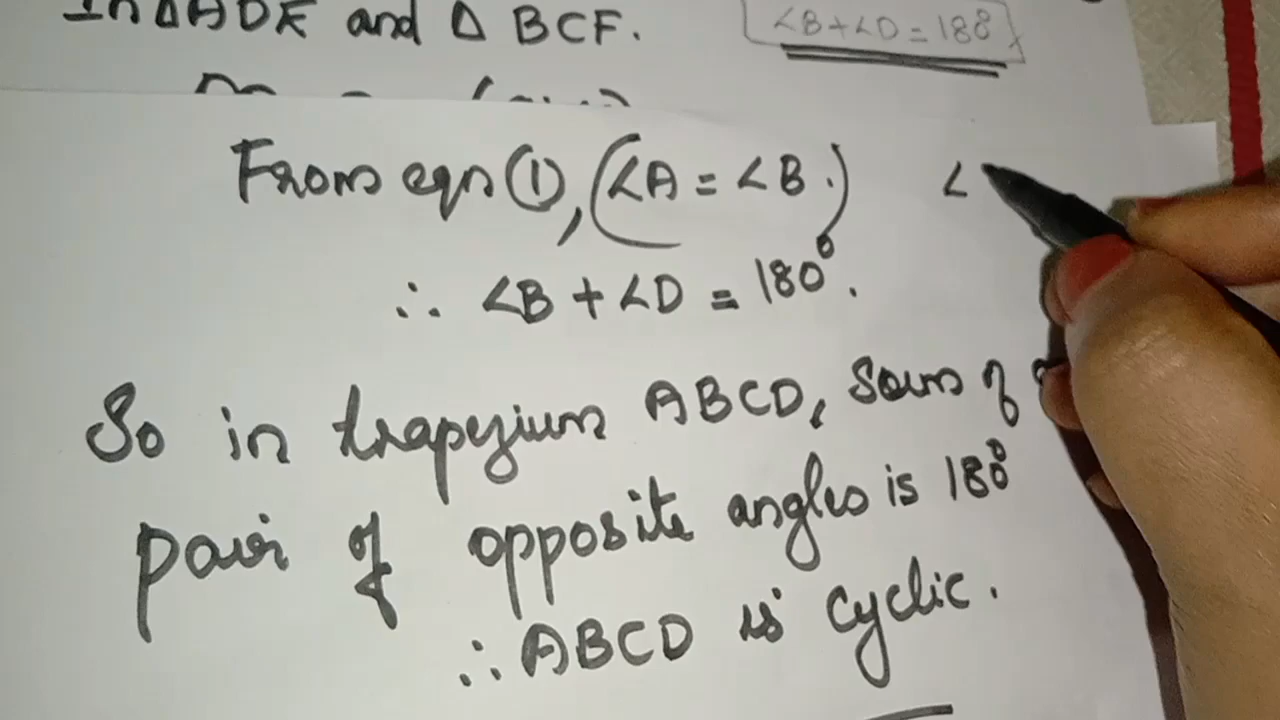 In ΔADE and Δ BCF.
∠B+∠D=180°
From eqn ①, (∠A = ∠B.) ∠
∴ ∠B + ∠D = 180°.
So in trapezium ABCD, Sum of
pair of opposite angles is 180°
∴ ABCD is cyclic.